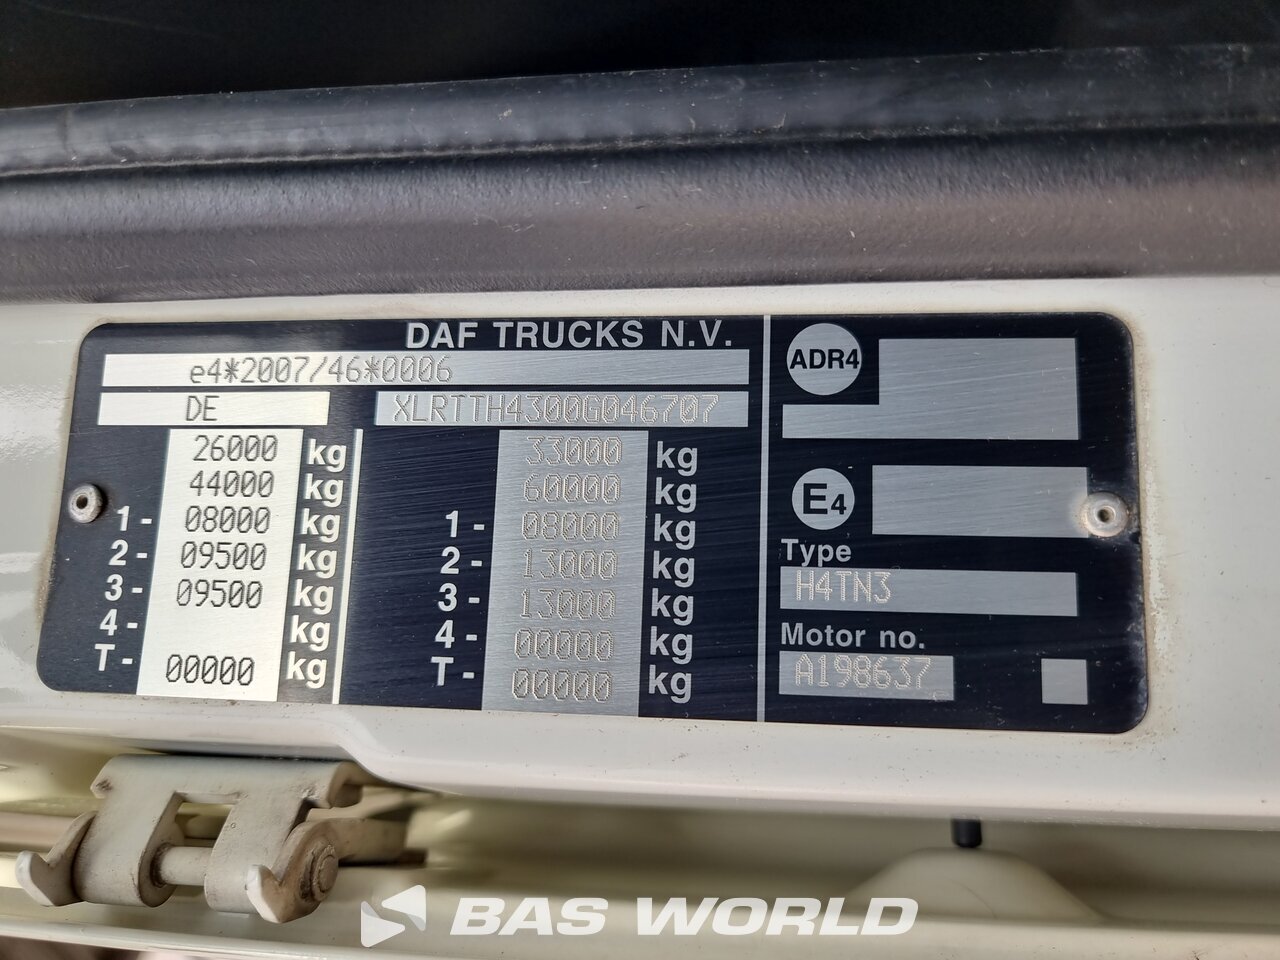 DAF TRUCKS N.V.
e4*2007/46*0006
DE
XLRTTH4300G046707
26000 kg
44000 kg
1- 08000 kg
2- 09500 kg
3- 09500 kg
4- kg
T- 00000 kg
33000 kg
60000 kg
1- 08000 kg
2- 13000 kg
3- 13000 kg
4- 00000 kg
T- 00000 kg
ADR4
E4
Type
H4TN3
Motor no.
A198637
BAS WORLD